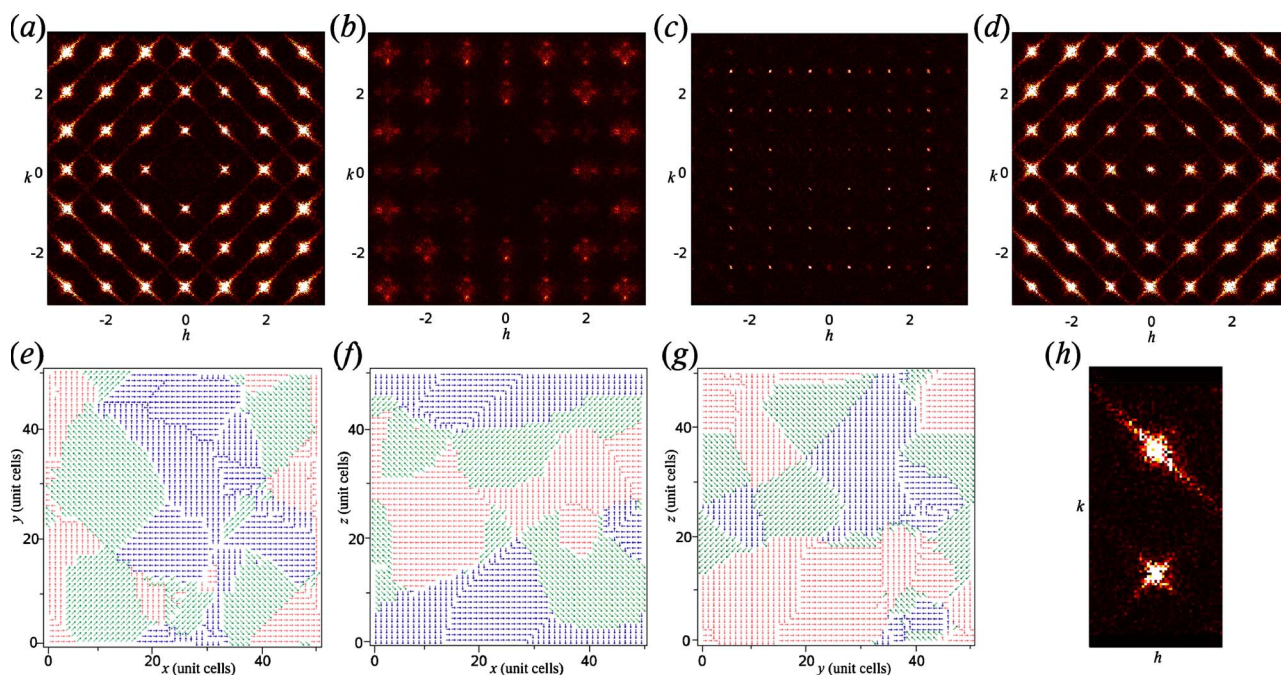 (a) (b) (c) (d)
2 2 2 2
k 0 k 0 k 0 k 0
-2 -2 -2 -2
-2 0 2 -2 0 2 -2 0 2 -2 0 2
h h h h
(e) (f) (g) (h)
40 40 40
y (unit cells) z (unit cells) z (unit cells) k
20 20 20
0 0 0
0 20 40 0 20 40 0 20 40
x (unit cells) x (unit cells) y (unit cells) h